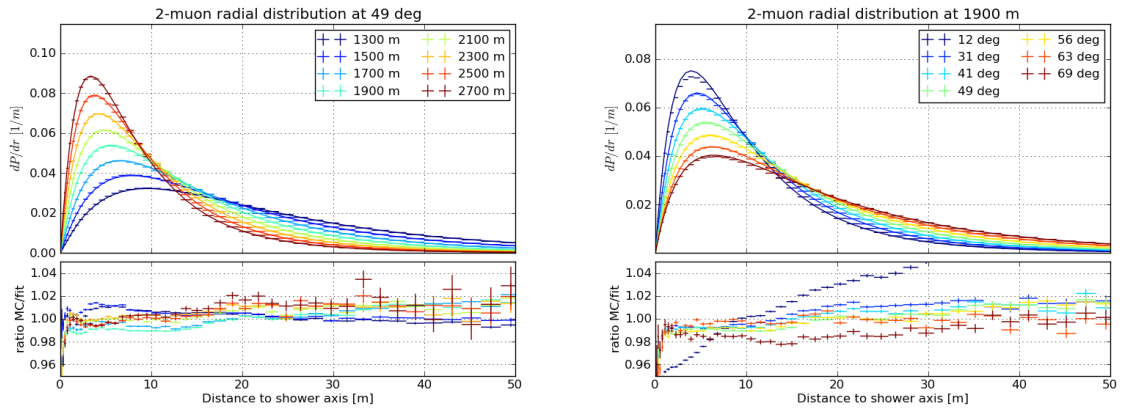 2-muon radial distribution at 49 deg
0.10
0.08
0.06
0.04
0.02
0.00
dP/dr [1/m]
1300 m
1500 m
1700 m
1900 m
2100 m
2300 m
2500 m
2700 m
1.04
1.02
1.00
0.98
0.96
ratio MC/fit
0 10 20 30 40 50
Distance to shower axis [m]
2-muon radial distribution at 1900 m
0.08
0.06
0.04
0.02
dP/dr [1/m]
12 deg
31 deg
41 deg
49 deg
56 deg
63 deg
69 deg
1.04
1.02
1.00
0.98
0.96
ratio MC/fit
0 10 20 30 40 50
Distance to shower axis [m]